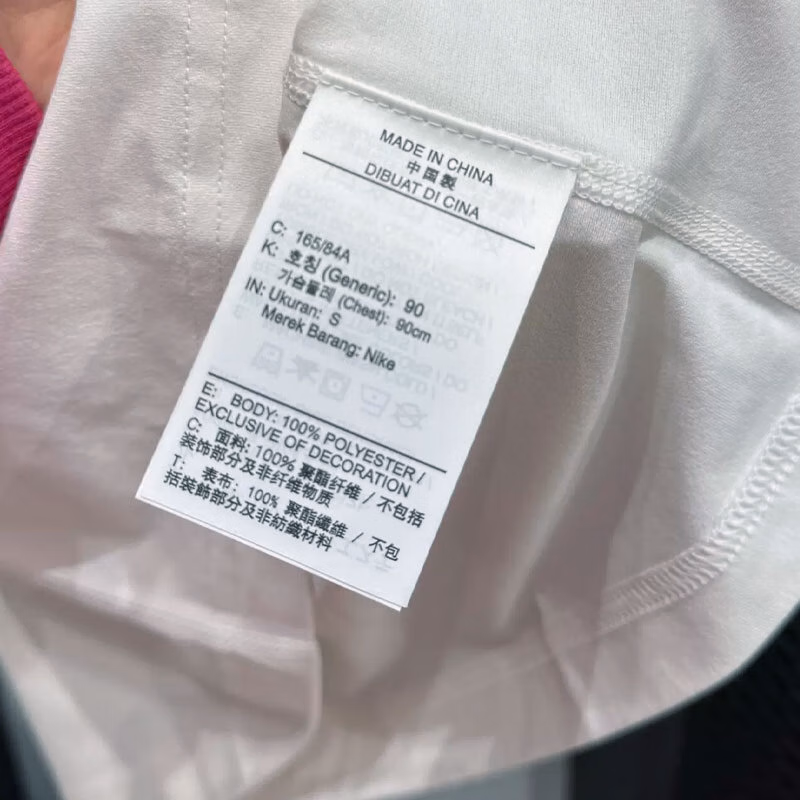 MADE IN CHINA
中国製
DIBUAT DI CINA
C: 165/84A
K: 호칭 (Generic): 90
가슴둘레 (Chest): 90cm
IN: Ukuran: S
Merek Barang: Nike
E: BODY: 100% POLYESTER /
EXCLUSIVE OF DECORATION
C: 面料: 100% 聚酯纤维 / 不包括
装饰部分及非纤维物质
T: 表布: 100% 聚酯纖維 / 不包
括裝飾部分及非紡織材料